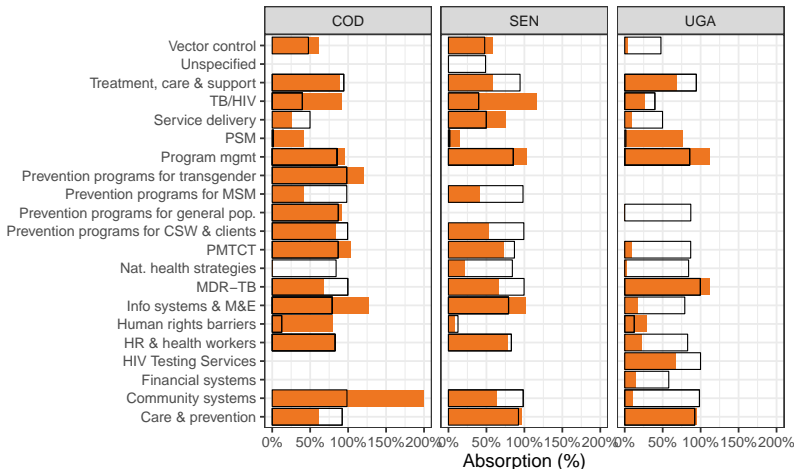 COD SEN UGA
Vector control
Unspecified
Treatment, care & support
TB/HIV
Service delivery
PSM
Program mgmt
Prevention programs for transgender
Prevention programs for MSM
Prevention programs for general pop.
Prevention programs for CSW & clients
PMTCT
Nat. health strategies
MDR−TB
Info systems & M&E
Human rights barriers
HR & health workers
HIV Testing Services
Financial systems
Community systems
Care & prevention
0% 50% 100% 150% 200% 0% 50% 100% 150% 200% 0% 50% 100% 150% 200%
Absorption (%)